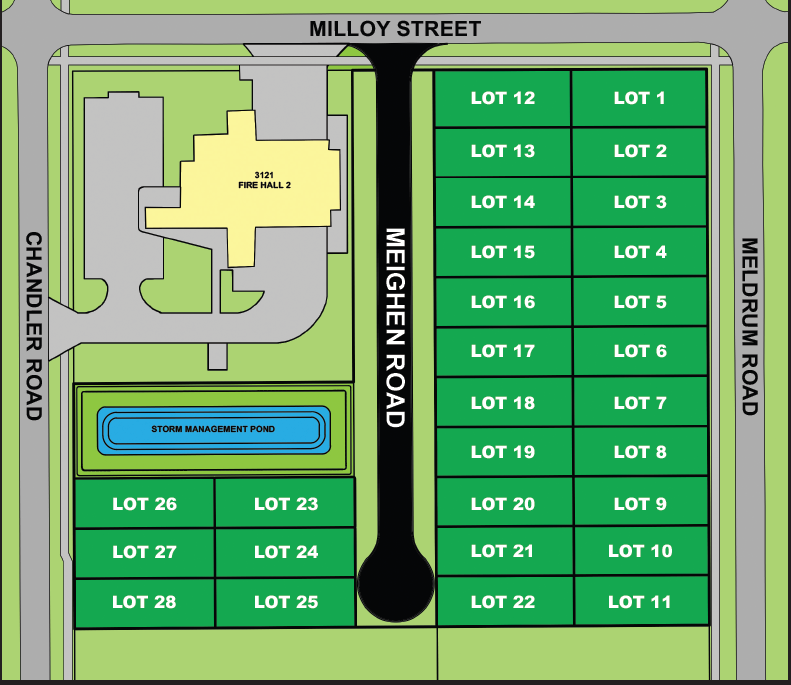 MILLOY STREET
LOT 12
LOT 1
LOT 13
LOT 2
3121
FIRE HALL 2
LOT 14
LOT 3
CHANDLER ROAD
MEIGHEN ROAD
MELDRUM ROAD
LOT 15
LOT 4
LOT 16
LOT 5
LOT 17
LOT 6
LOT 18
LOT 7
STORM MANAGEMENT POND
LOT 19
LOT 8
LOT 26
LOT 23
LOT 20
LOT 9
LOT 27
LOT 24
LOT 21
LOT 10
LOT 28
LOT 25
LOT 22
LOT 11